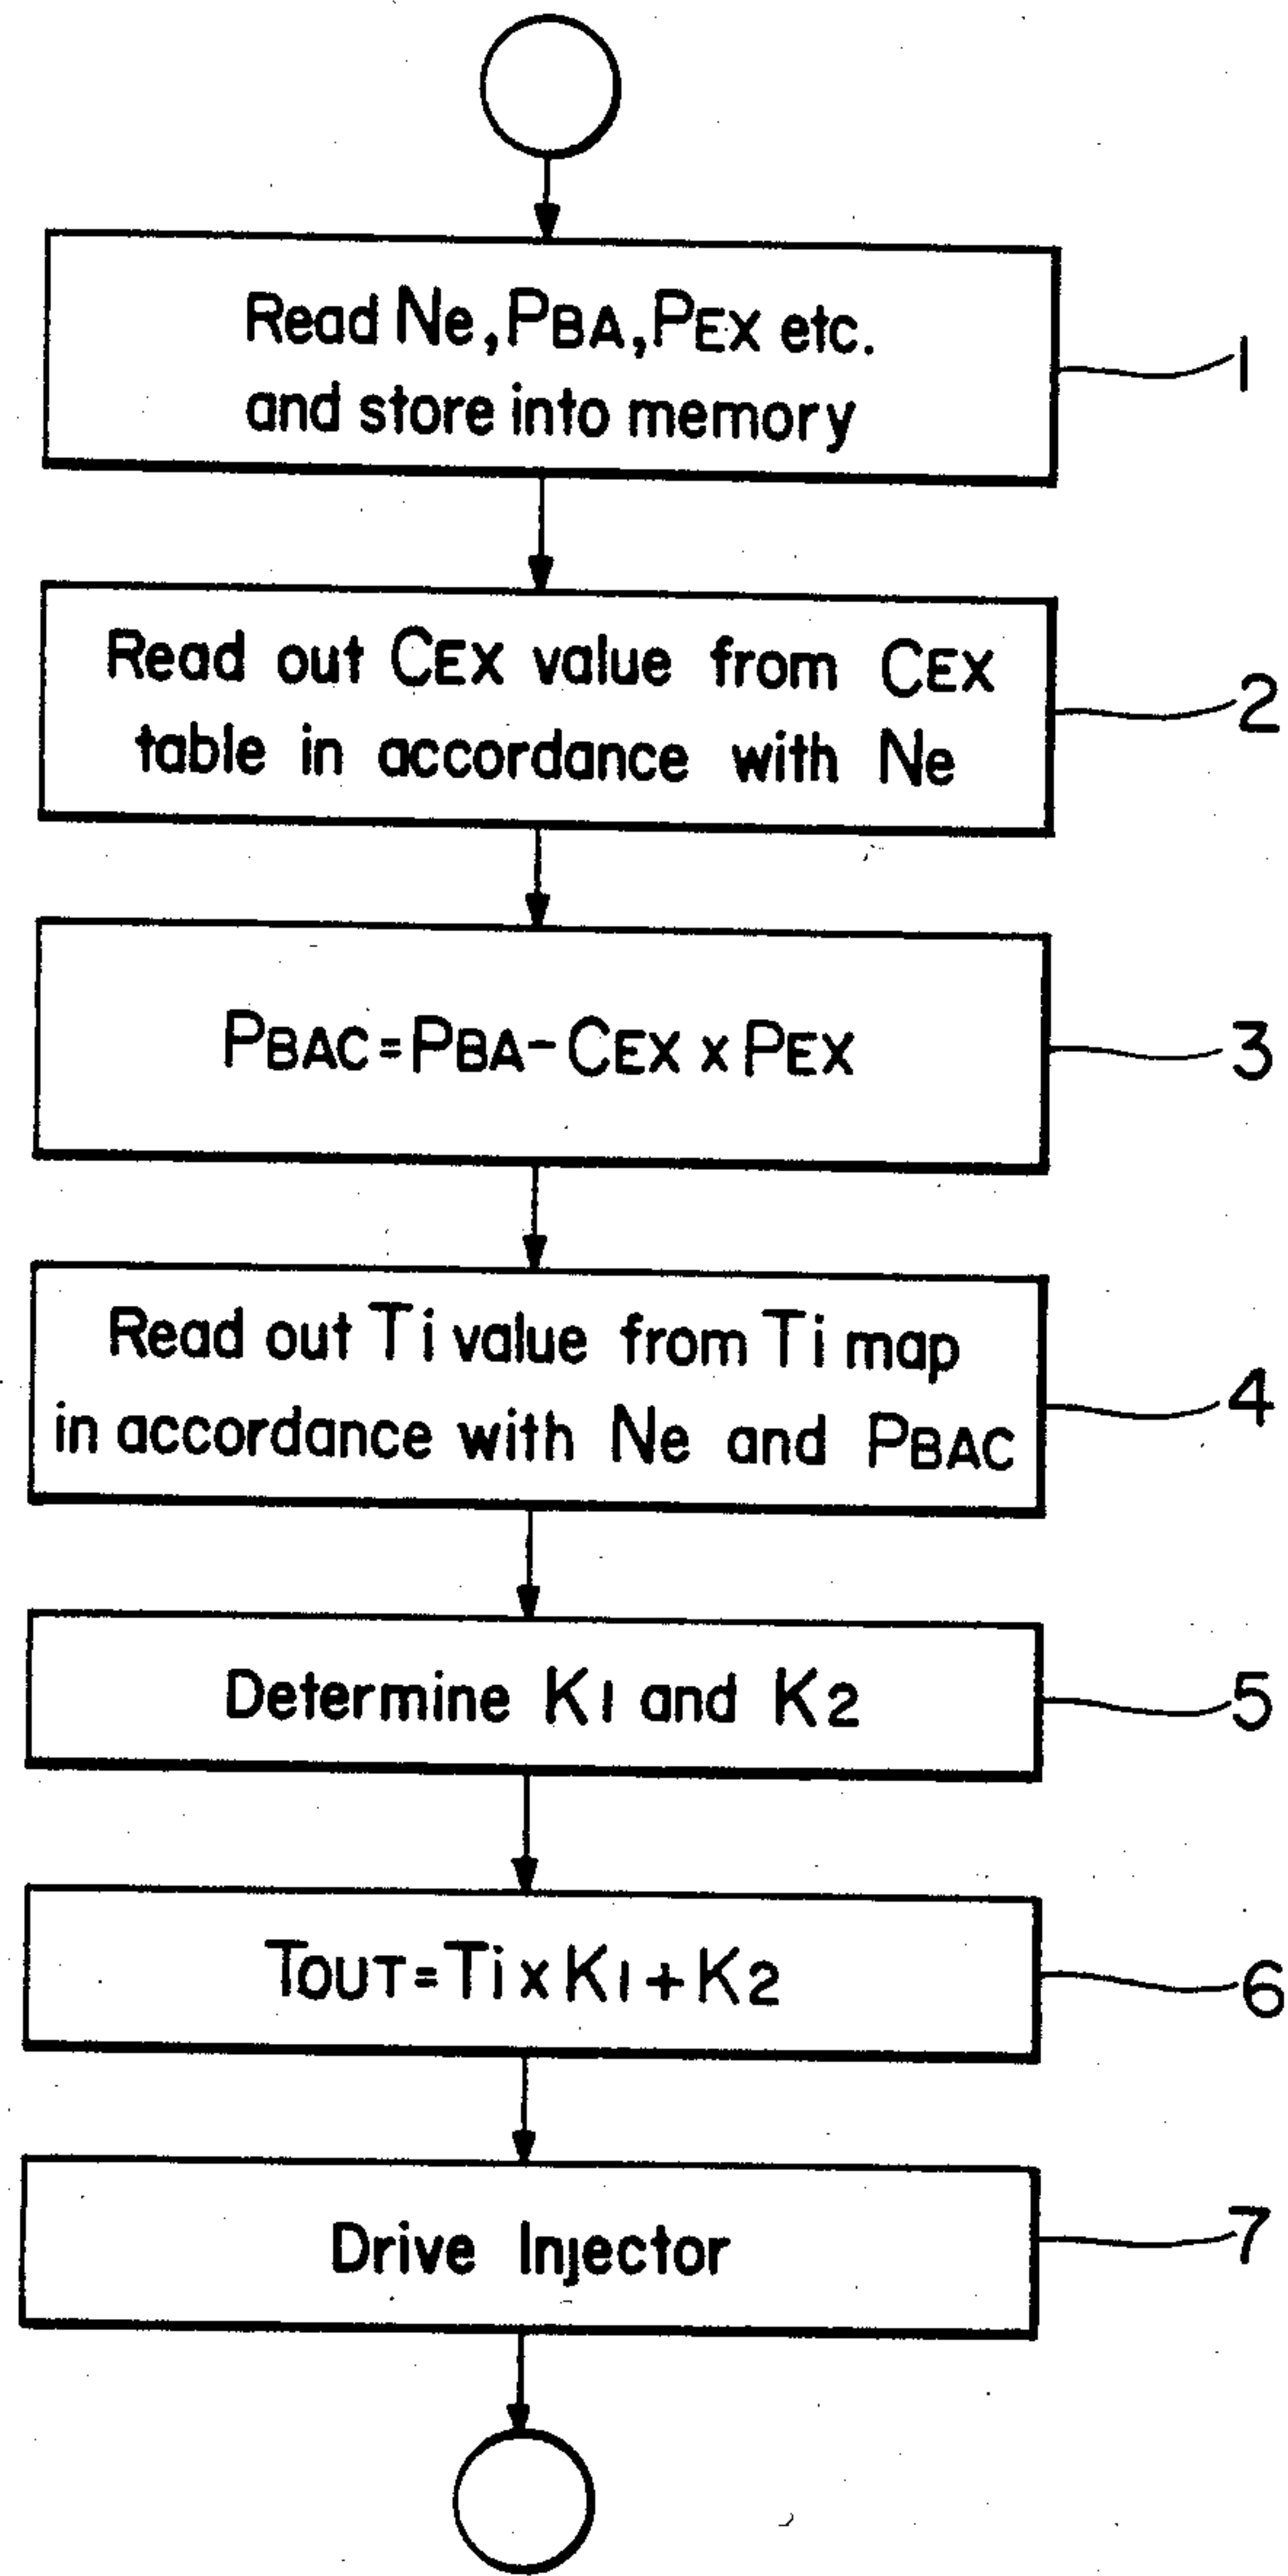 Read Ne, PBA, PEX etc.
and store into memory
1
Read out CEX value from CEX
table in accordance with Ne
2
PBAC = PBA - CEX x PEX
3
Read out Ti value from Ti map
in accordance with Ne and PBAC
4
Determine K1 and K2
5
TOUT = Ti x K1 + K2
6
Drive Injector
7